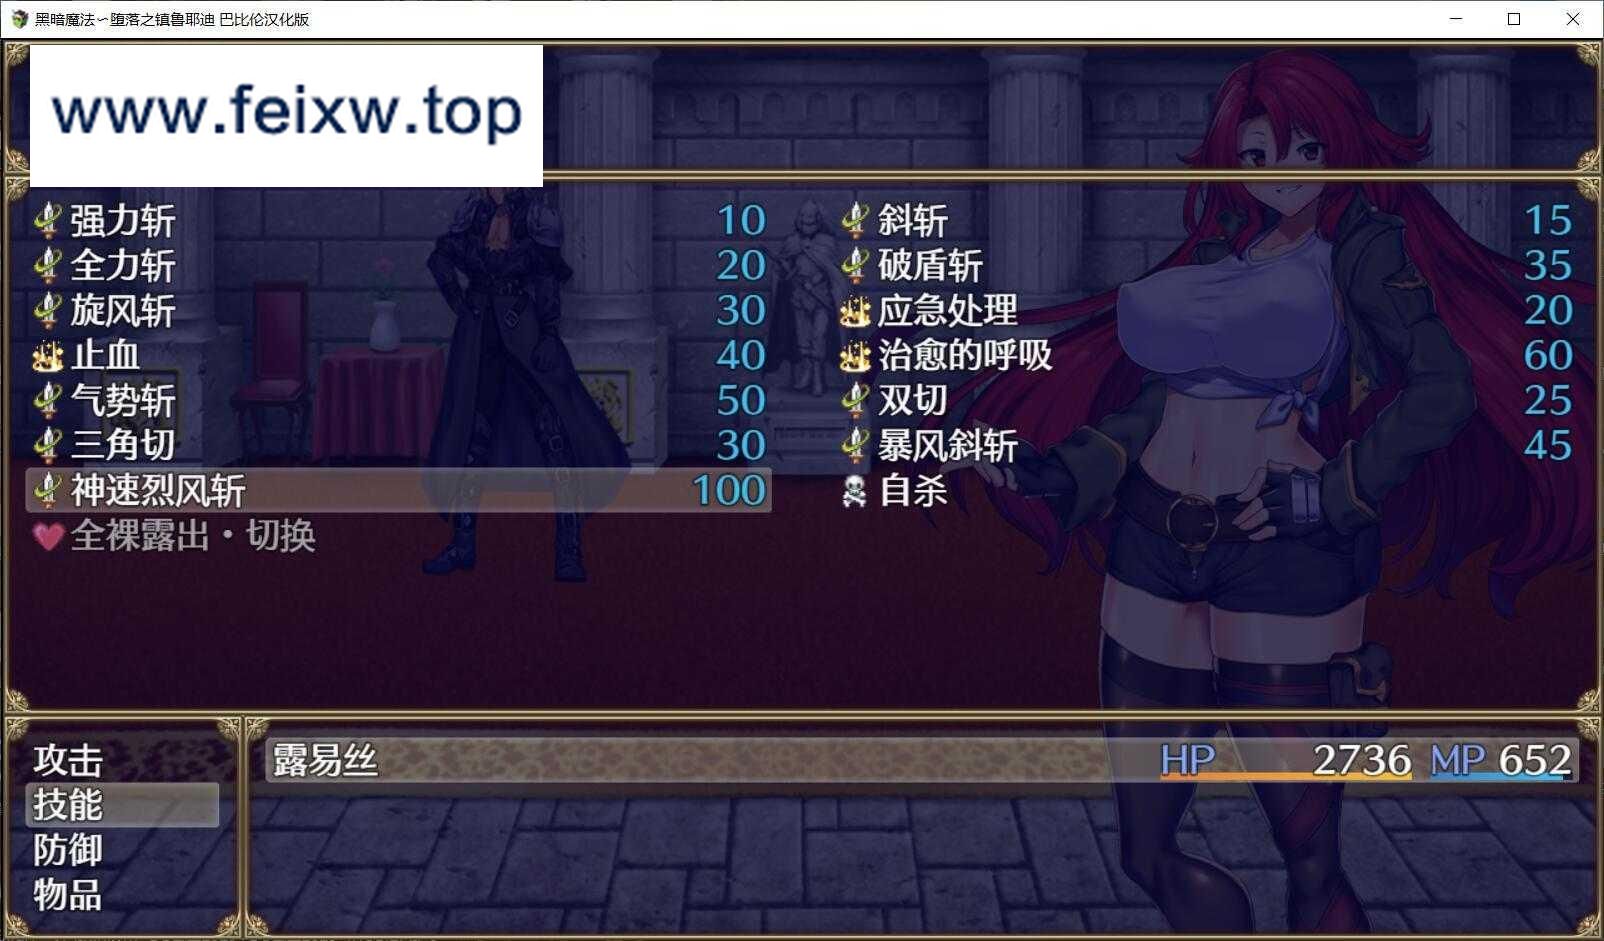 黑暗魔法∽堕落之镇鲁耶迪 巴比伦汉化版
www.feixw.top
强力斩 10 斜斩 15
全力斩 20 破盾斩 35
旋风斩 30 应急处理 20
止血 40 治愈的呼吸 60
气势斩 50 双切 25
三角切 30 暴风斜斩 45
神速烈风斩 100 自杀
全裸露出・切换
攻击
技能
防御
物品
露易丝 HP 2736 MP 652